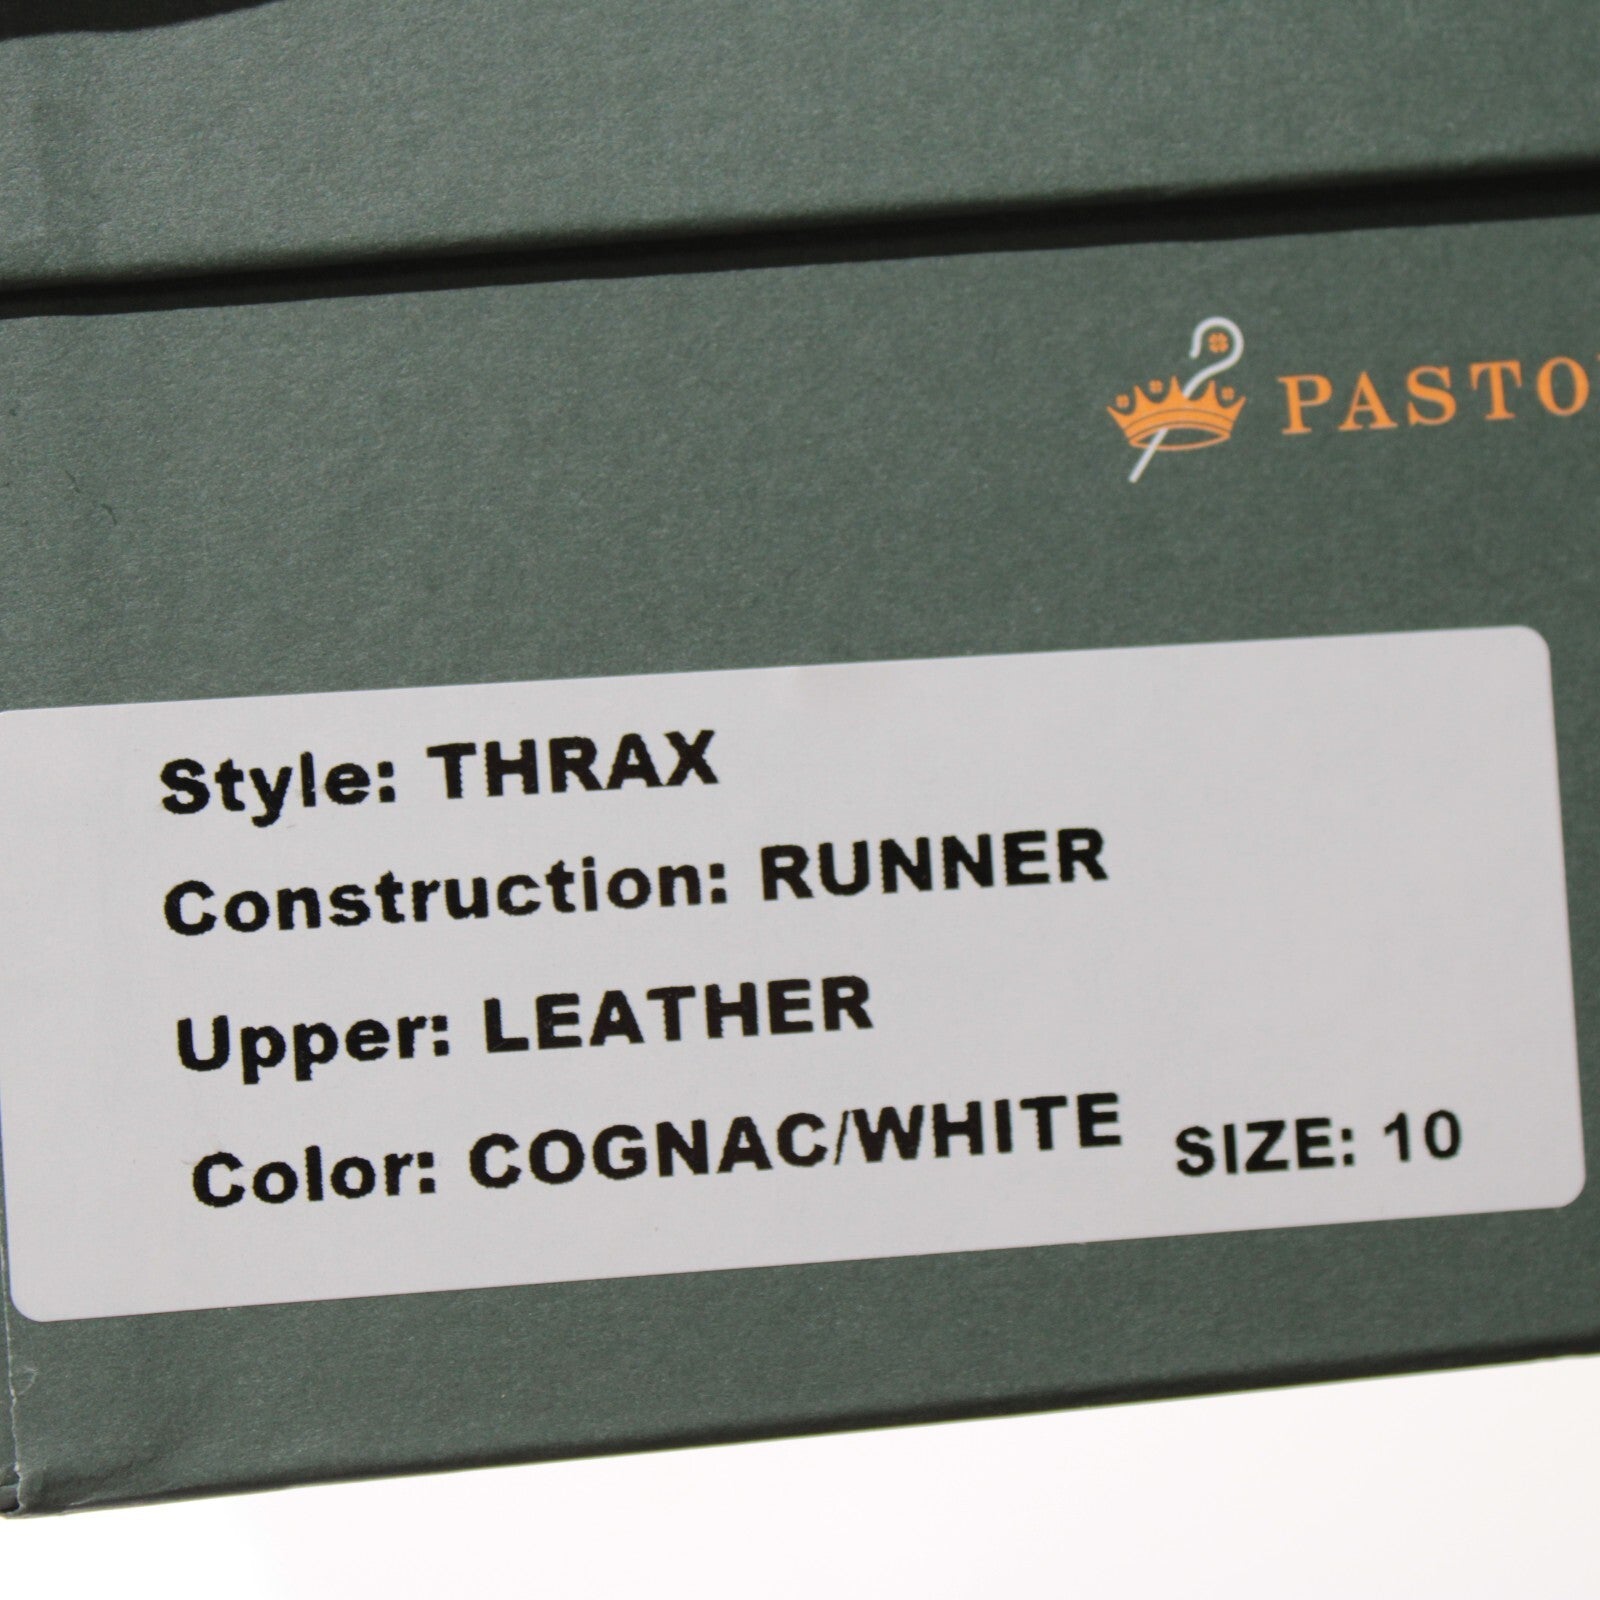 PASTO
Style: THRAX
Construction: RUNNER
Upper: LEATHER
Color: COGNAC/WHITE SIZE: 10